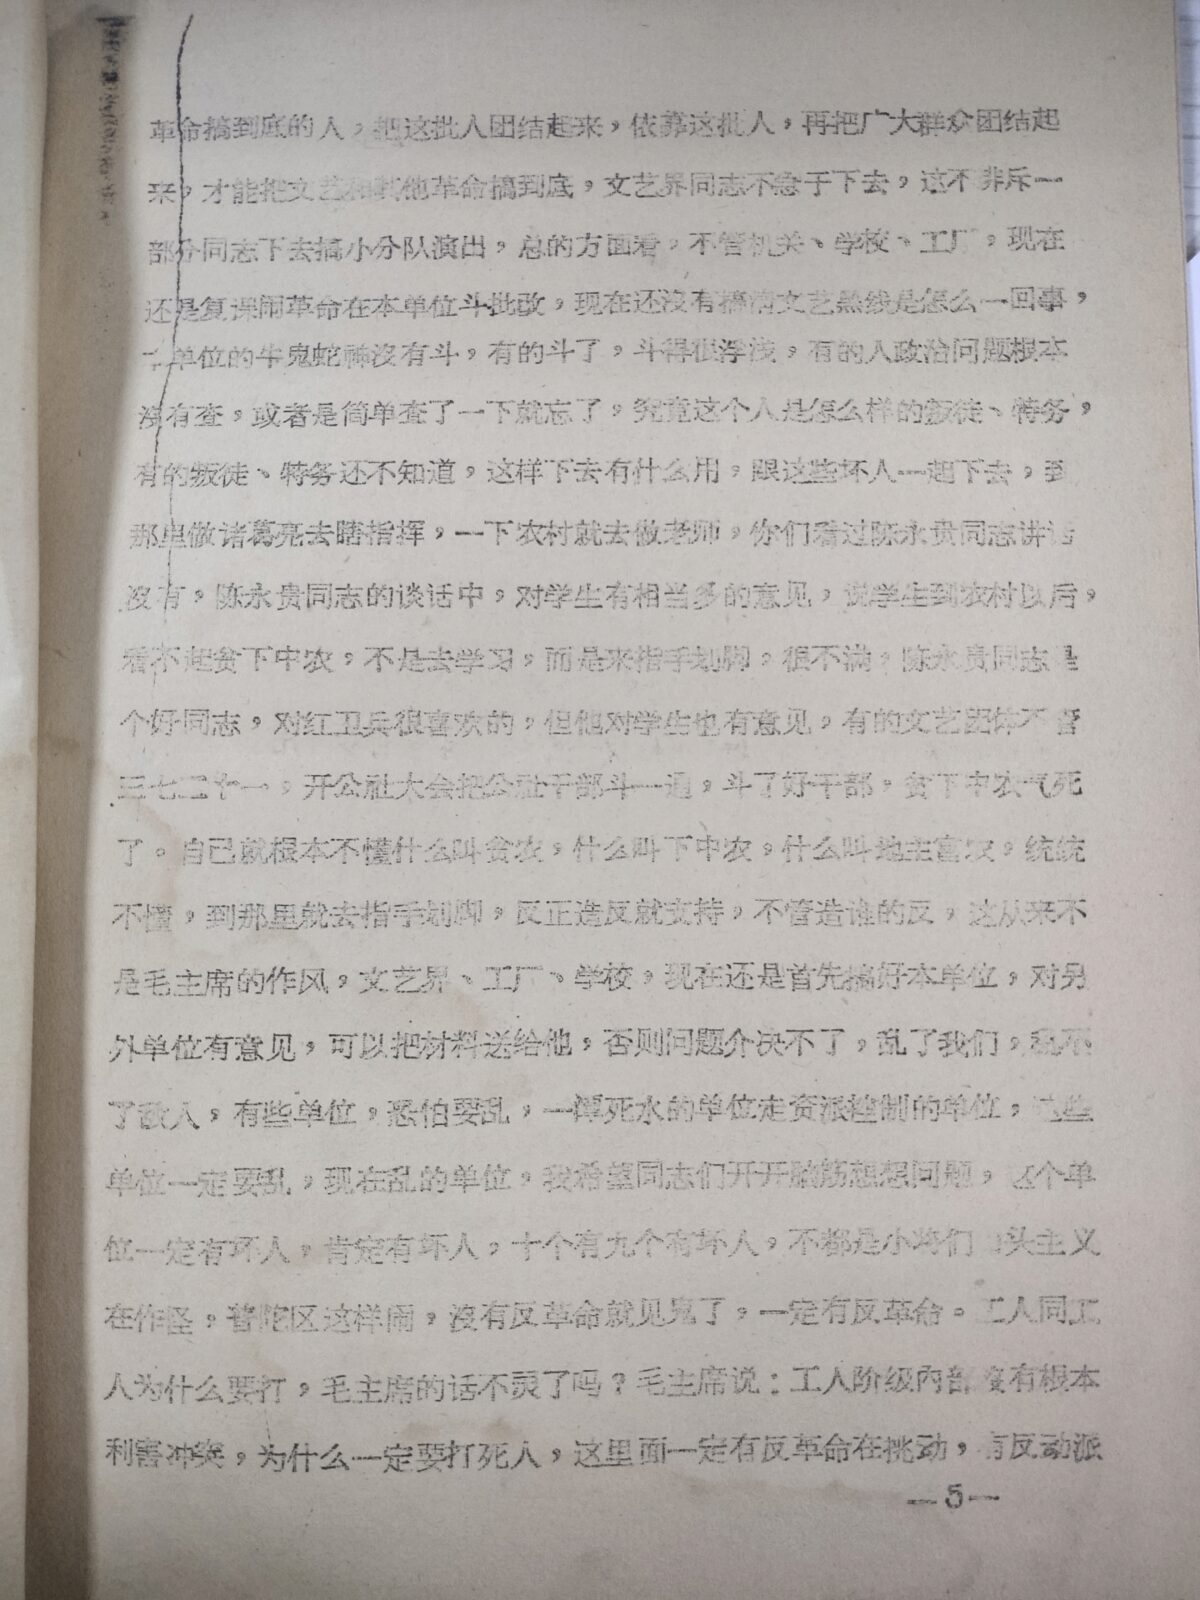 革命搞到底的人，把这批人团结起来，依靠这批人，再把广大群众团结起
来，才能把文艺和其他革命搞到底，文艺界同志不急于下去，这不非斥一
部分同志下去搞小分队演出，总的方面看，不管机关、学校、工厂，现在
还是复课闹革命在本单位斗批改，现在还沒有搞清文艺黑线是怎么一回事，
单位的牛鬼蛇神沒有斗，有的斗了，斗得很浮浅，有的人政治问题根本
沒有查，或者是简单查了一下就忘了，究竟这个人是怎么样的叛徒、特务，
有的叛徒、特务还不知道，这样下去有什么用，跟这些坏人一起下去，到
那里做诸葛亮去瞎指挥，一下农村就去做老师，你们看过陈永贵同志讲话
沒有，陈永贵同志的谈话中，对学生有相当多的意见，说学生到农村以后，
看不起贫下中农，不是去学习，而是来指手划脚，很不满，陈永贵同志是
个好同志，对红卫兵很喜欢的，但他对学生也有意见，有的文艺团体不管
三七二十一，开公社大会把公社干部斗一通，斗了好干部，贫下中农气死
了。自己就根本不懂什么叫贫农，什么叫下中农，什么叫地主富农，统统
不懂，到那里就去指手划脚，反正造反就支持，不管造谁的反，这从来不
是毛主席的作风，文艺界、工厂、学校，现在还是首先搞好本单位，对另
外单位有意见，可以把材料送给他，否则问题介决不了，乱了我们，乱不
了敌人，有些单位，恐怕要乱，一潭死水的单位走资派控制的单位，这些
单位一定要乱，现在乱的单位，我希望同志们开开脑筋想想问题，这个单
位一定有坏人，肯定有坏人，十个有九个有坏人，不都是小将们 头主义
在作怪。普陀区这样闹，沒有反革命就见鬼了，一定有反革命。工人同工
人为什么要打，毛主席的话不灵了吗？毛主席说：工人阶级內部沒有根本
利害冲突，为什么一定要打死人，这里面一定有反革命在挑动，有反动派
—5—